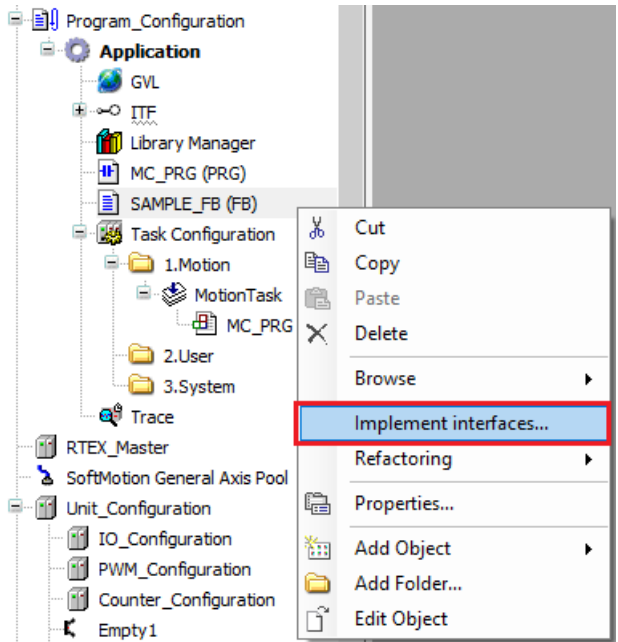 Program_Configuration
Application
GVL
ITF
Library Manager
MC_PRG (PRG)
SAMPLE_FB (FB)
Task Configuration
1.Motion
MotionTask
MC_PRG
2.User
3.System
Trace
RTEX_Master
SoftMotion General Axis Pool
Unit_Configuration
IO_Configuration
PWM_Configuration
Counter_Configuration
Empty1
Cut
Copy
Paste
Delete
Browse
Implement interfaces...
Refactoring
Properties...
Add Object
Add Folder...
Edit Object